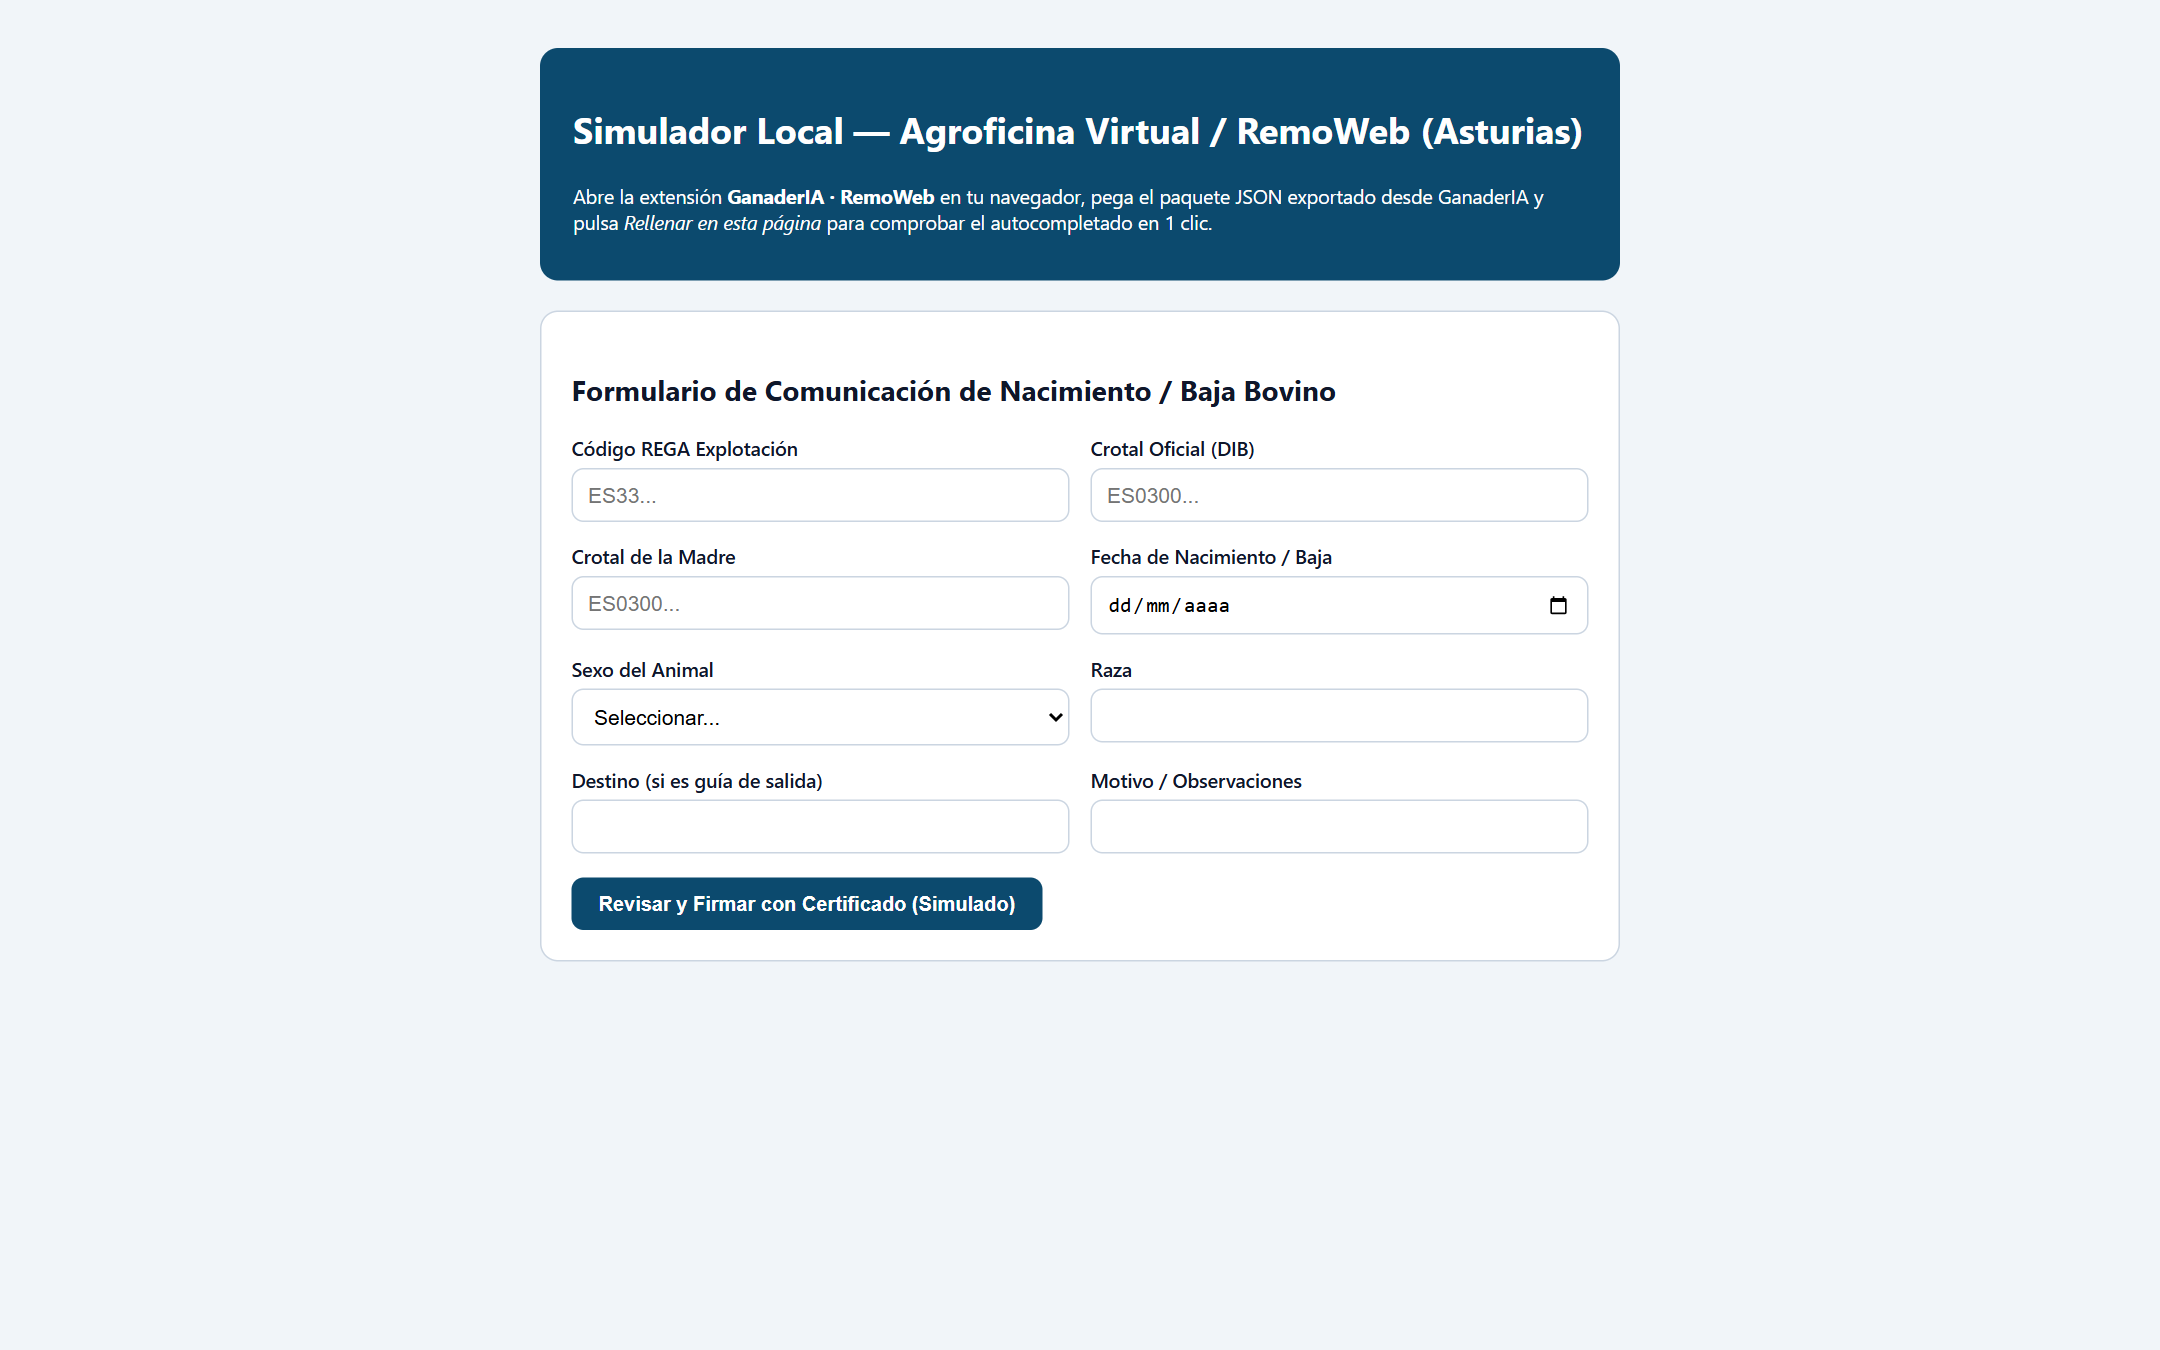 Simulador Local — Agroficina Virtual / RemoWeb (Asturias)
Abre la extensión GanaderIA · RemoWeb en tu navegador, pega el paquete JSON exportado desde GanaderIA y
pulsa Rellenar en esta página para comprobar el autocompletado en 1 clic.
Formulario de Comunicación de Nacimiento / Baja Bovino
Código REGA Explotación
ES33...
Crotal Oficial (DIB)
ES0300...
Crotal de la Madre
ES0300...
Fecha de Nacimiento / Baja
dd/mm/aaaa
Sexo del Animal
Seleccionar...
Raza
Destino (si es guía de salida)
Motivo / Observaciones
Revisar y Firmar con Certificado (Simulado)